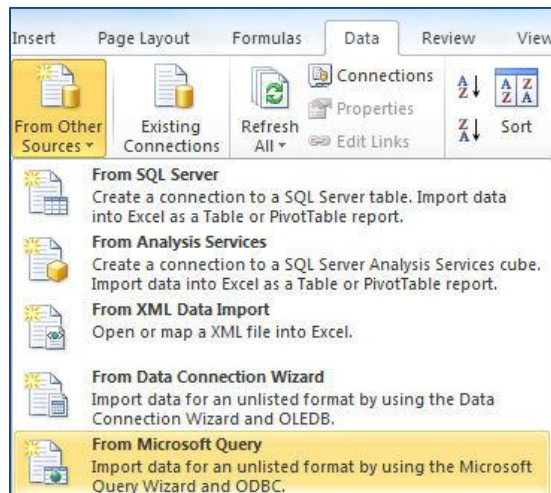 Insert Page Layout Formulas Data Review View
From Other Sources
Existing Connections
Refresh All
Connections
Properties
Edit Links
A Z
Z A
A Z
Z A
Sort
From SQL Server
Create a connection to a SQL Server table. Import data
into Excel as a Table or PivotTable report.
From Analysis Services
Create a connection to a SQL Server Analysis Services cube.
Import data into Excel as a Table or PivotTable report.
From XML Data Import
Open or map a XML file into Excel.
From Data Connection Wizard
Import data for an unlisted format by using the Data
Connection Wizard and OLEDB.
From Microsoft Query
Import data for an unlisted format by using the Microsoft
Query Wizard and ODBC.